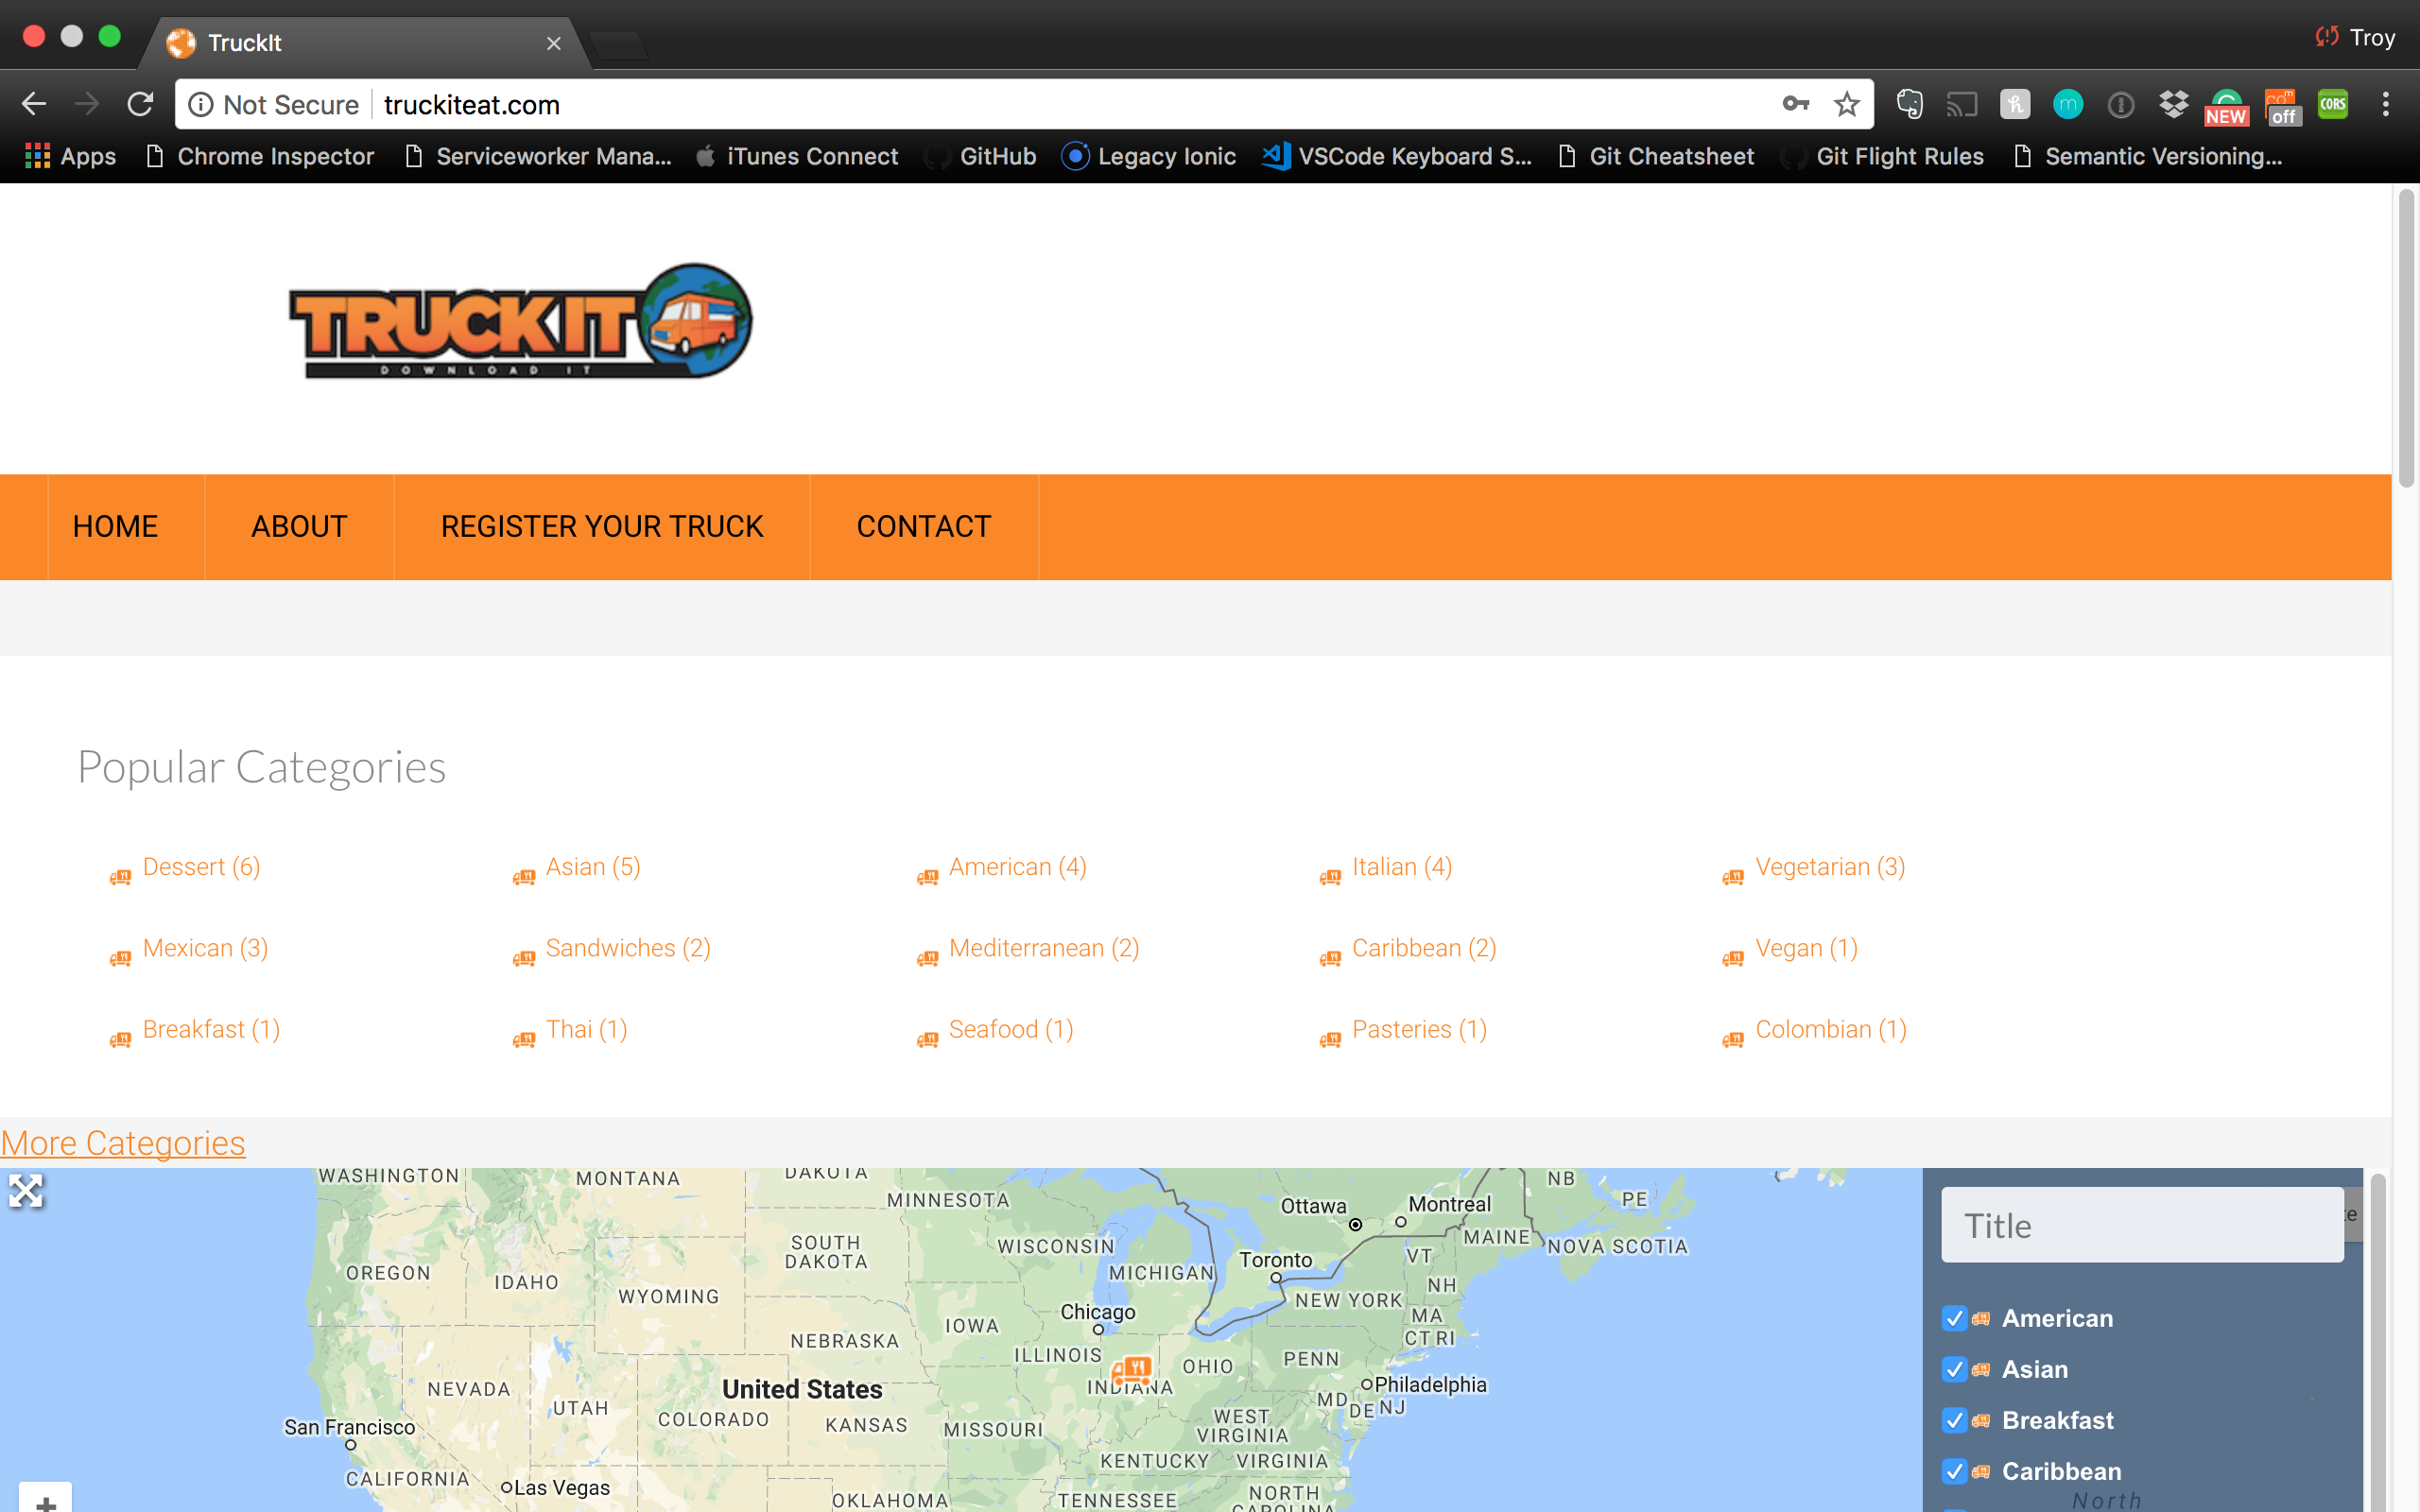 TruckIt
Troy
Not Secure truckiteat.com
NEW off CORS
Apps Chrome Inspector Serviceworker Mana... iTunes Connect GitHub Legacy Ionic VSCode Keyboard S... Git Cheatsheet Git Flight Rules Semantic Versioning...
TRUCKIT
DOWNLOAD IT
HOME ABOUT REGISTER YOUR TRUCK CONTACT
Popular Categories
Dessert (6) Asian (5) American (4) Italian (4) Vegetarian (3)
Mexican (3) Sandwiches (2) Mediterranean (2) Caribbean (2) Vegan (1)
Breakfast (1) Thai (1) Seafood (1) Pasteries (1) Colombian (1)
More Categories
WASHINGTON
MONTANA
DAKOTA
MINNESOTA
Ottawa
Montreal
NB
PE
SOUTH
DAKOTA
WISCONSIN
MICHIGAN
Toronto
VT
MAINE
NOVA SCOTIA
OREGON
IDAHO
WYOMING
NH
NEW YORK
MA
CT RI
Chicago
IOWA
NEBRASKA
ILLINOIS
INDIANA
OHIO
PENN
Philadelphia
NEVADA
UTAH
United States
COLORADO
KANSAS
MISSOURI
WEST
VIRGINIA
MD
DE
NJ
San Francisco
CALIFORNIA
Las Vegas
KENTUCKY
VIRGINIA
OKLAHOMA
TENNESSEE
NORTH
CAROLINA
Title
American
Asian
Breakfast
Caribbean
North